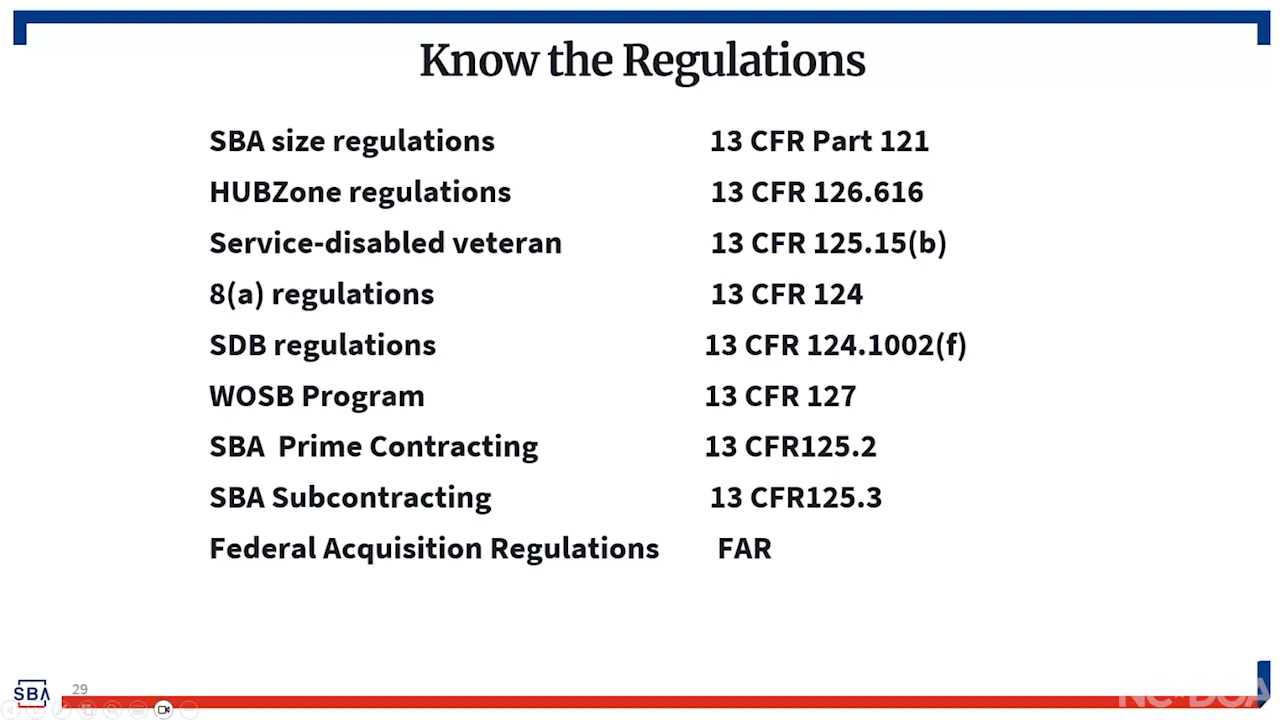 Know the Regulations
SBA size regulations 13 CFR Part 121
HUBZone regulations 13 CFR 126.616
Service-disabled veteran 13 CFR 125.15(b)
8(a) regulations 13 CFR 124
SDB regulations 13 CFR 124.1002(f)
WOSB Program 13 CFR 127
SBA Prime Contracting 13 CFR125.2
SBA Subcontracting 13 CFR125.3
Federal Acquisition Regulations FAR
SBA 29